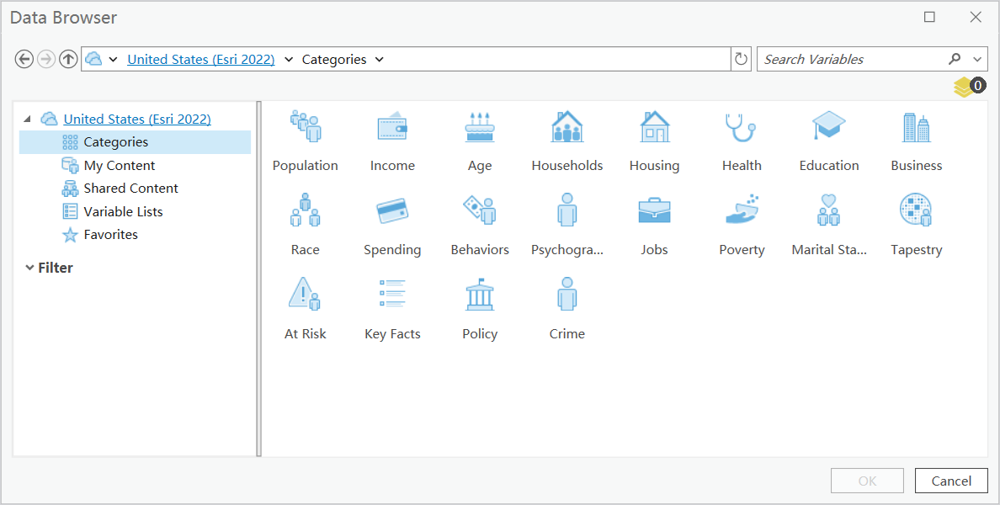 Data Browser
United States (Esri 2022) Categories
Search Variables
0
United States (Esri 2022)
Categories
My Content
Shared Content
Variable Lists
Favorites
Filter
Population Income Age Households Housing Health Education Business
Race Spending Behaviors Psychogra... Jobs Poverty Marital Sta... Tapestry
At Risk Key Facts Policy Crime
OK Cancel